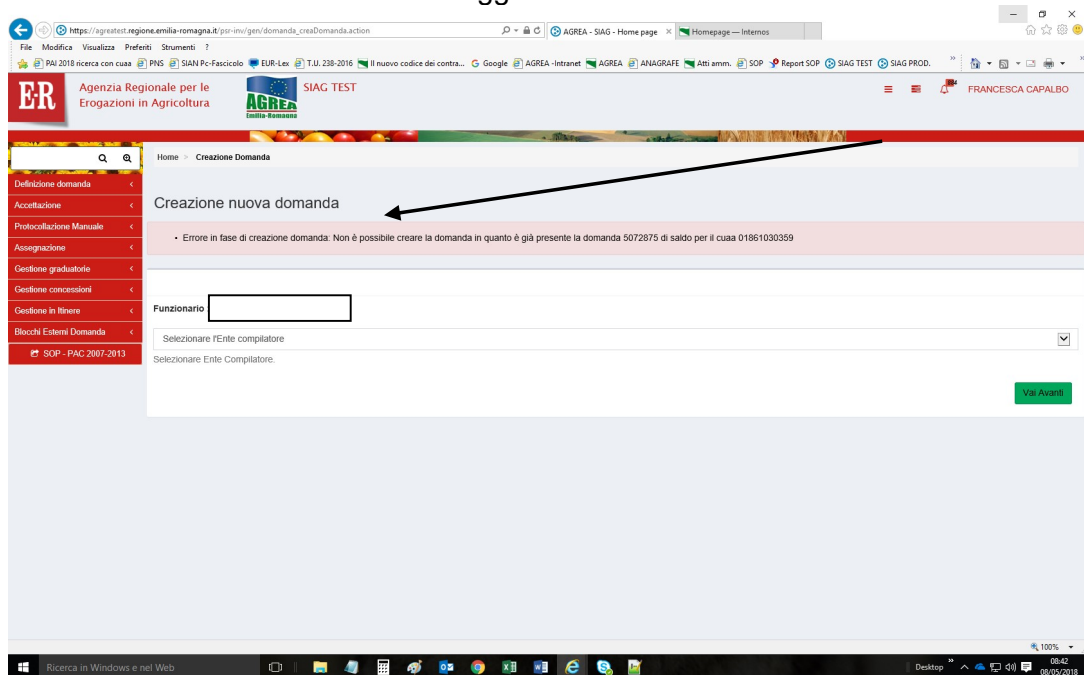 https://agreatest.regione.emilia-romagna.it/psr-inv/gen/domanda_creaDomanda.action
AGREA - SIAG - Home page
Homepage — Internos
File Modifica Visualizza Preferiti Strumenti ?
PAI 2018 ricerca con cuaa PNS SIAN Pc-Fascicolo EUR-Lex T.U. 238-2016 Il nuovo codice dei contra... Google AGREA -Intranet AGREA ANAGRAFE Atti amm. SOP Report SOP SIAG TEST SIAG PROD.
E·R
Agenzia Regionale per le
Erogazioni in Agricoltura
AGREA
Emilia-Romagna
SIAG TEST
FRANCESCA CAPALBO
Home > Creazione Domanda
Definizione domanda
Accettazione
Protocollazione Manuale
Assegnazione
Gestione graduatorie
Gestione concessioni
Gestione in Itinere
Blocchi Esterni Domanda
SOP - PAC 2007-2013
Creazione nuova domanda
• Errore in fase di creazione domanda: Non è possibile creare la domanda in quanto è già presente la domanda 5072875 di saldo per il cuaa 01861030359
Funzionario
Selezionare l'Ente compilatore
Selezionare Ente Compilatore.
Vai Avanti
100%
Ricerca in Windows e nel Web
Desktop
08:42
08/05/2018